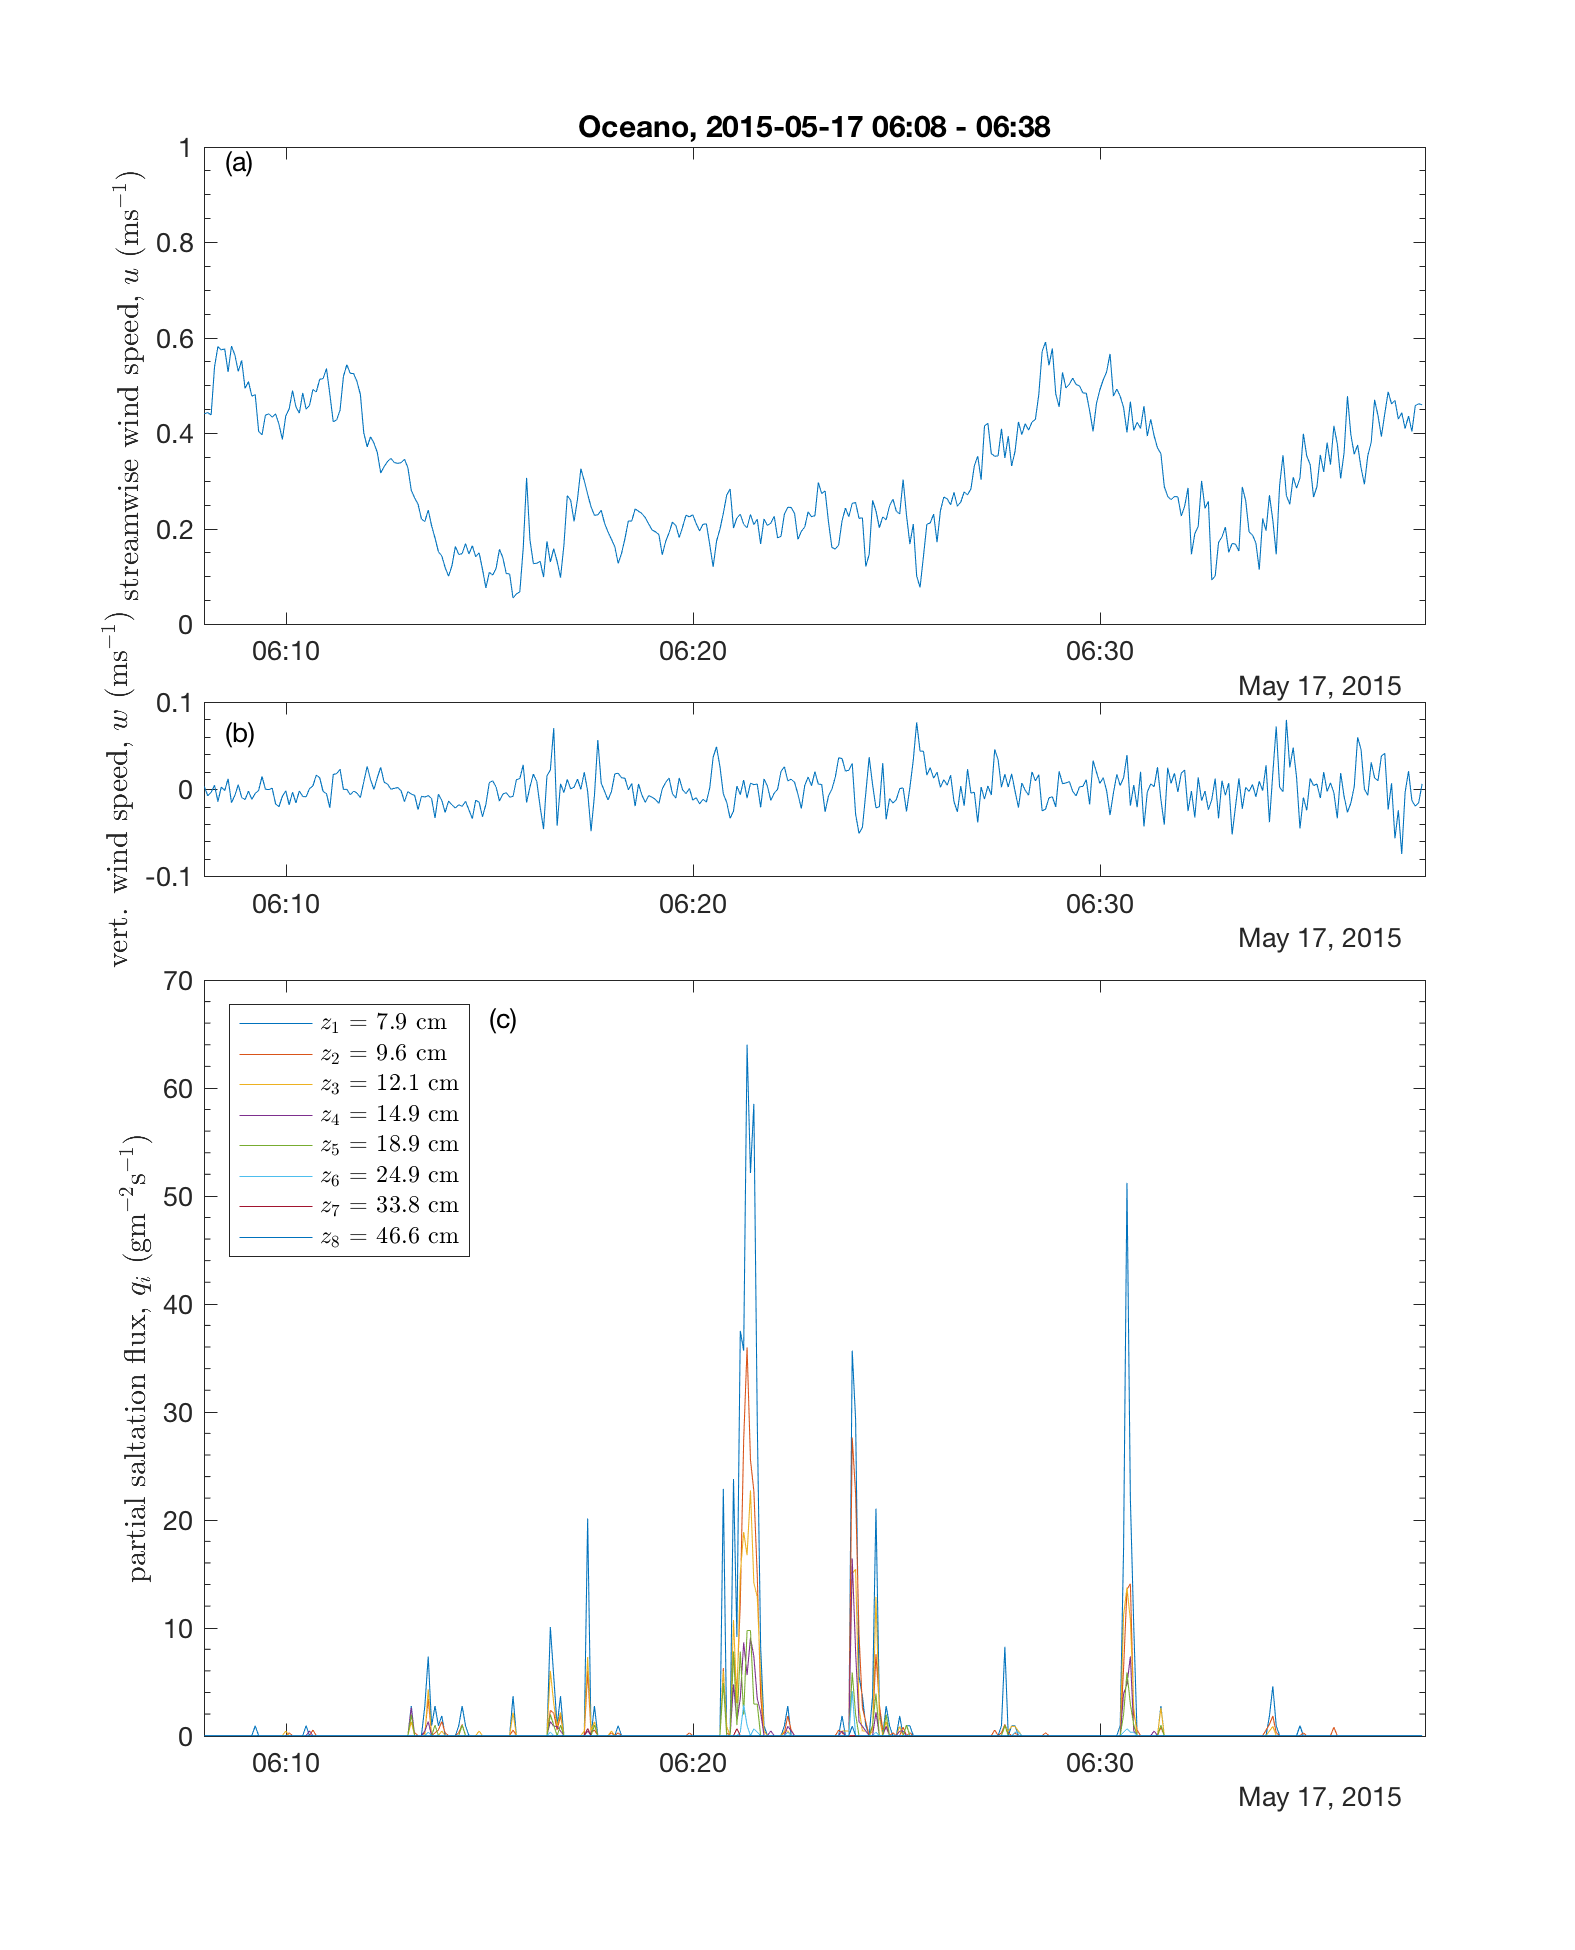 Oceano, 2015-05-17 06:08 - 06:38
(a)
streamwise wind speed, u (ms⁻¹)
1
0.8
0.6
0.4
0.2
0
06:10 06:20 06:30
May 17, 2015
(b)
vert. wind speed, w (ms⁻¹)
0.1
0
-0.1
06:10 06:20 06:30
May 17, 2015
(c)
partial saltation flux, qᵢ (gm⁻²s⁻¹)
70
60
50
40
30
20
10
0
z₁ = 7.9 cm
z₂ = 9.6 cm
z₃ = 12.1 cm
z₄ = 14.9 cm
z₅ = 18.9 cm
z₆ = 24.9 cm
z₇ = 33.8 cm
z₈ = 46.6 cm
06:10 06:20 06:30
May 17, 2015